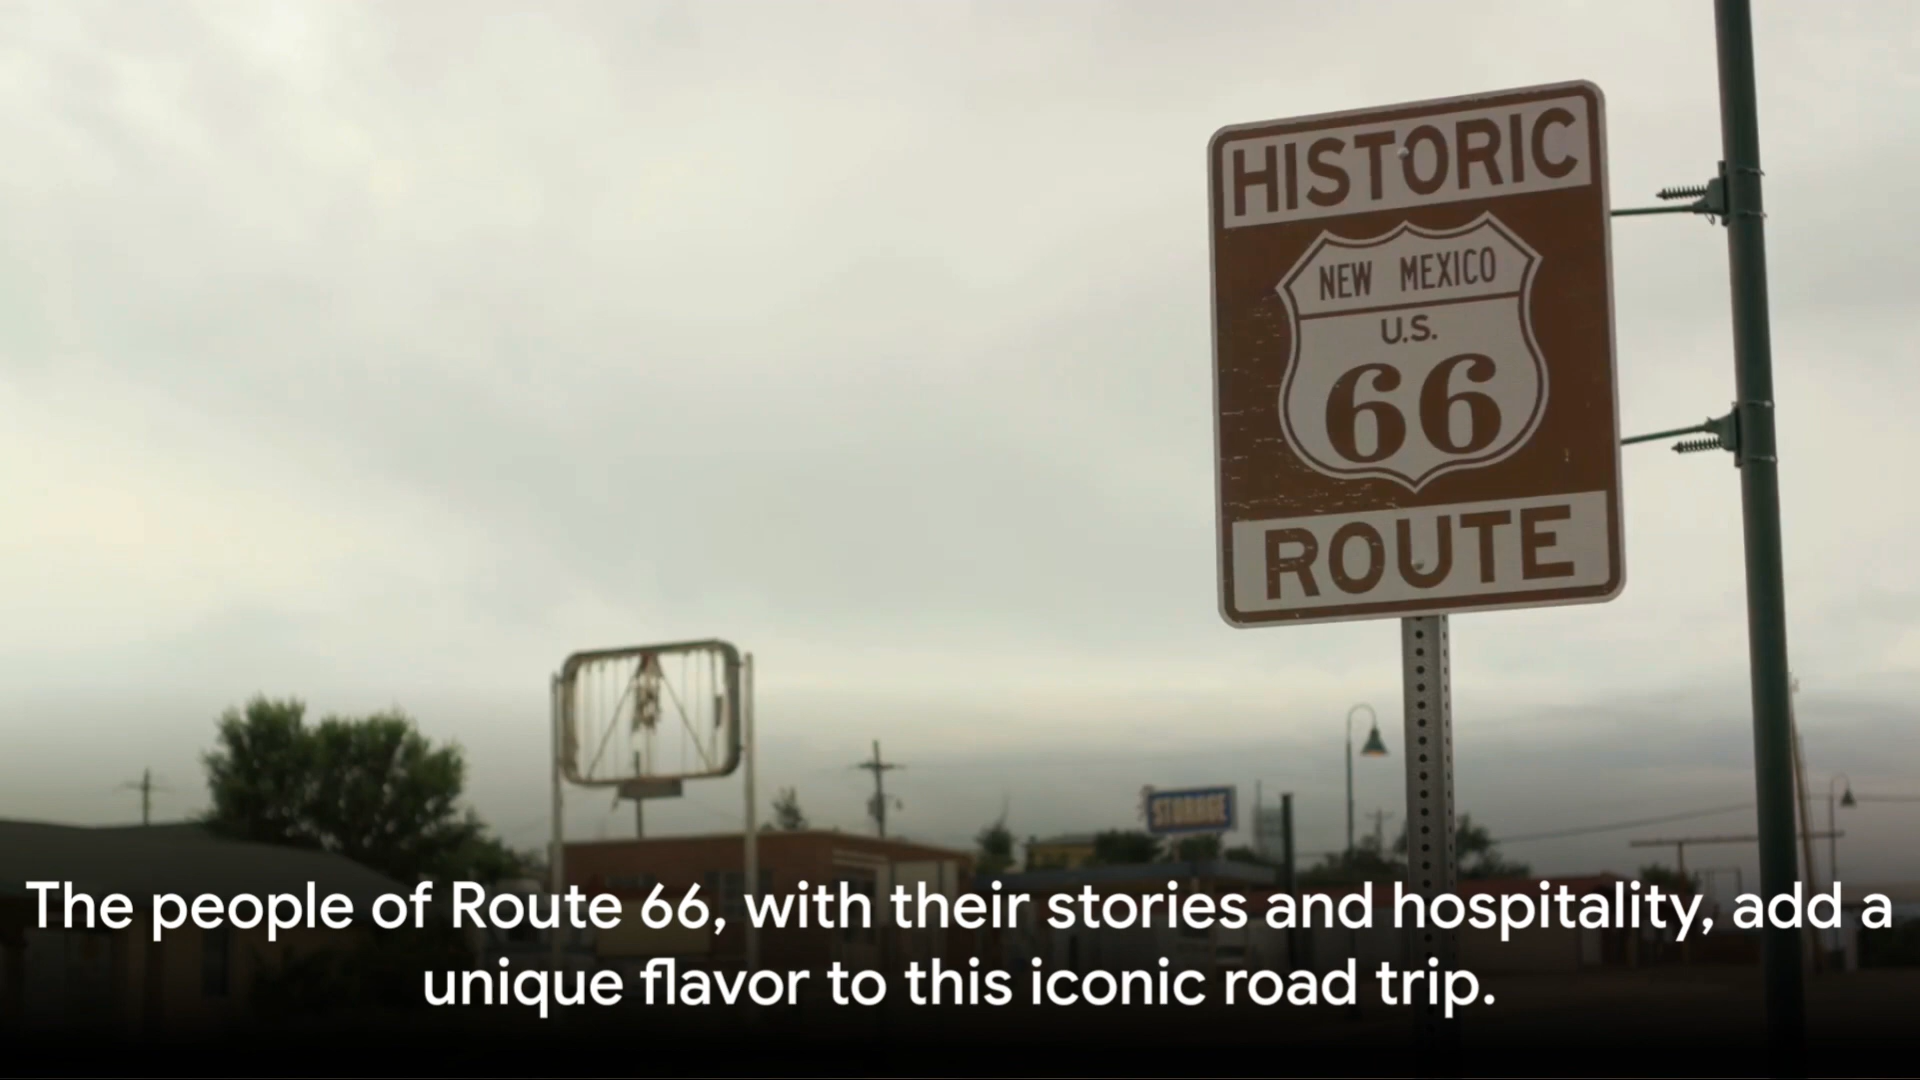 HISTORIC
NEW MEXICO
U.S.
66
ROUTE
STORAGE
The people of Route 66, with their stories and hospitality, add a
unique flavor to this iconic road trip.